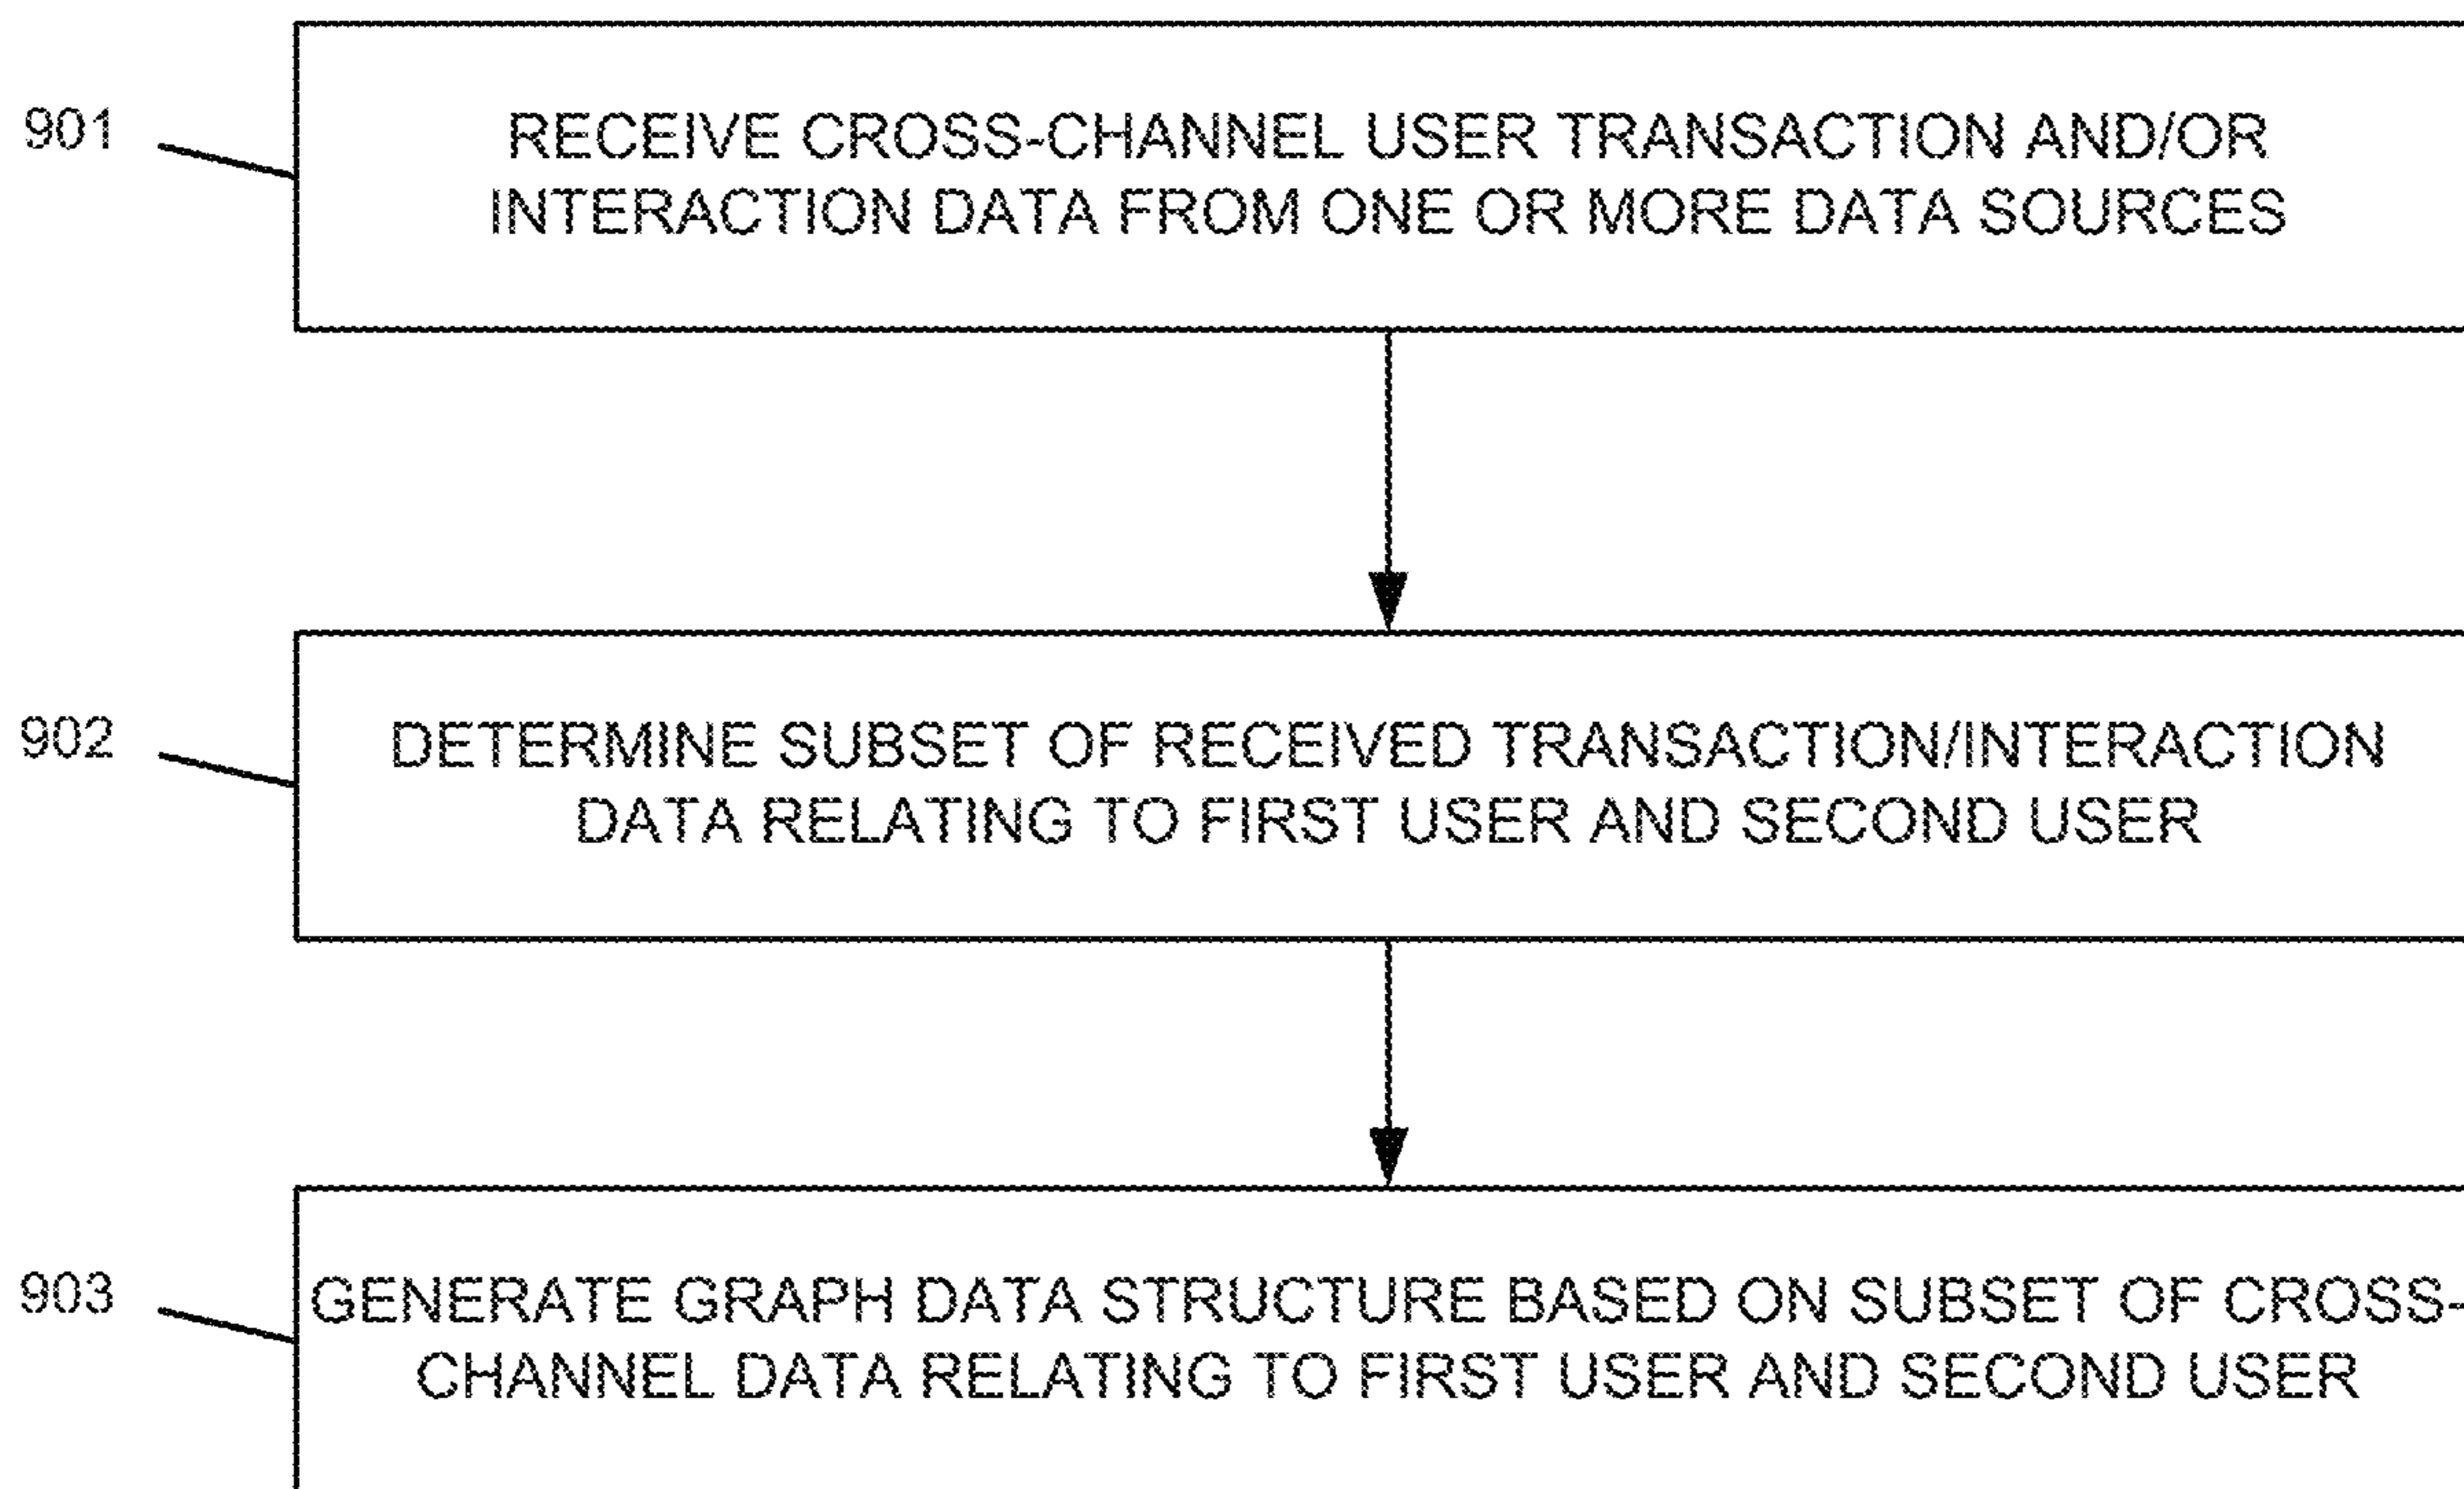 901
RECEIVE CROSS-CHANNEL USER TRANSACTION AND/OR
INTERACTION DATA FROM ONE OR MORE DATA SOURCES
902
DETERMINE SUBSET OF RECEIVED TRANSACTION/INTERACTION
DATA RELATING TO FIRST USER AND SECOND USER
903
GENERATE GRAPH DATA STRUCTURE BASED ON SUBSET OF CROSS-
CHANNEL DATA RELATING TO FIRST USER AND SECOND USER